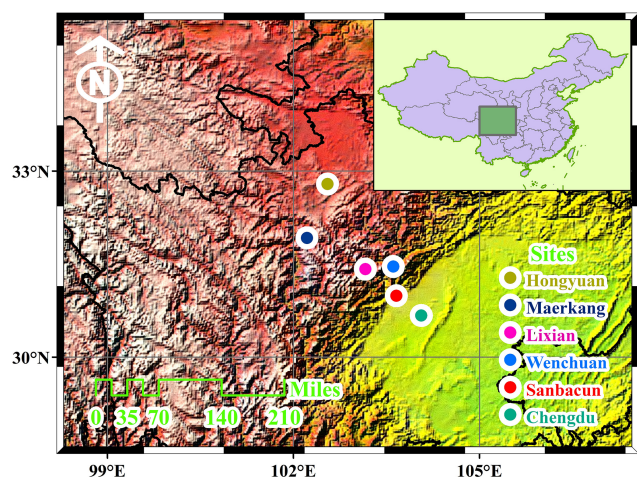 N
33°N
30°N
Sites
Hongyuan
Maerkang
Lixian
Wenchuan
Sanbacun
Chengdu
Miles
0 35 70 140 210
99°E 102°E 105°E